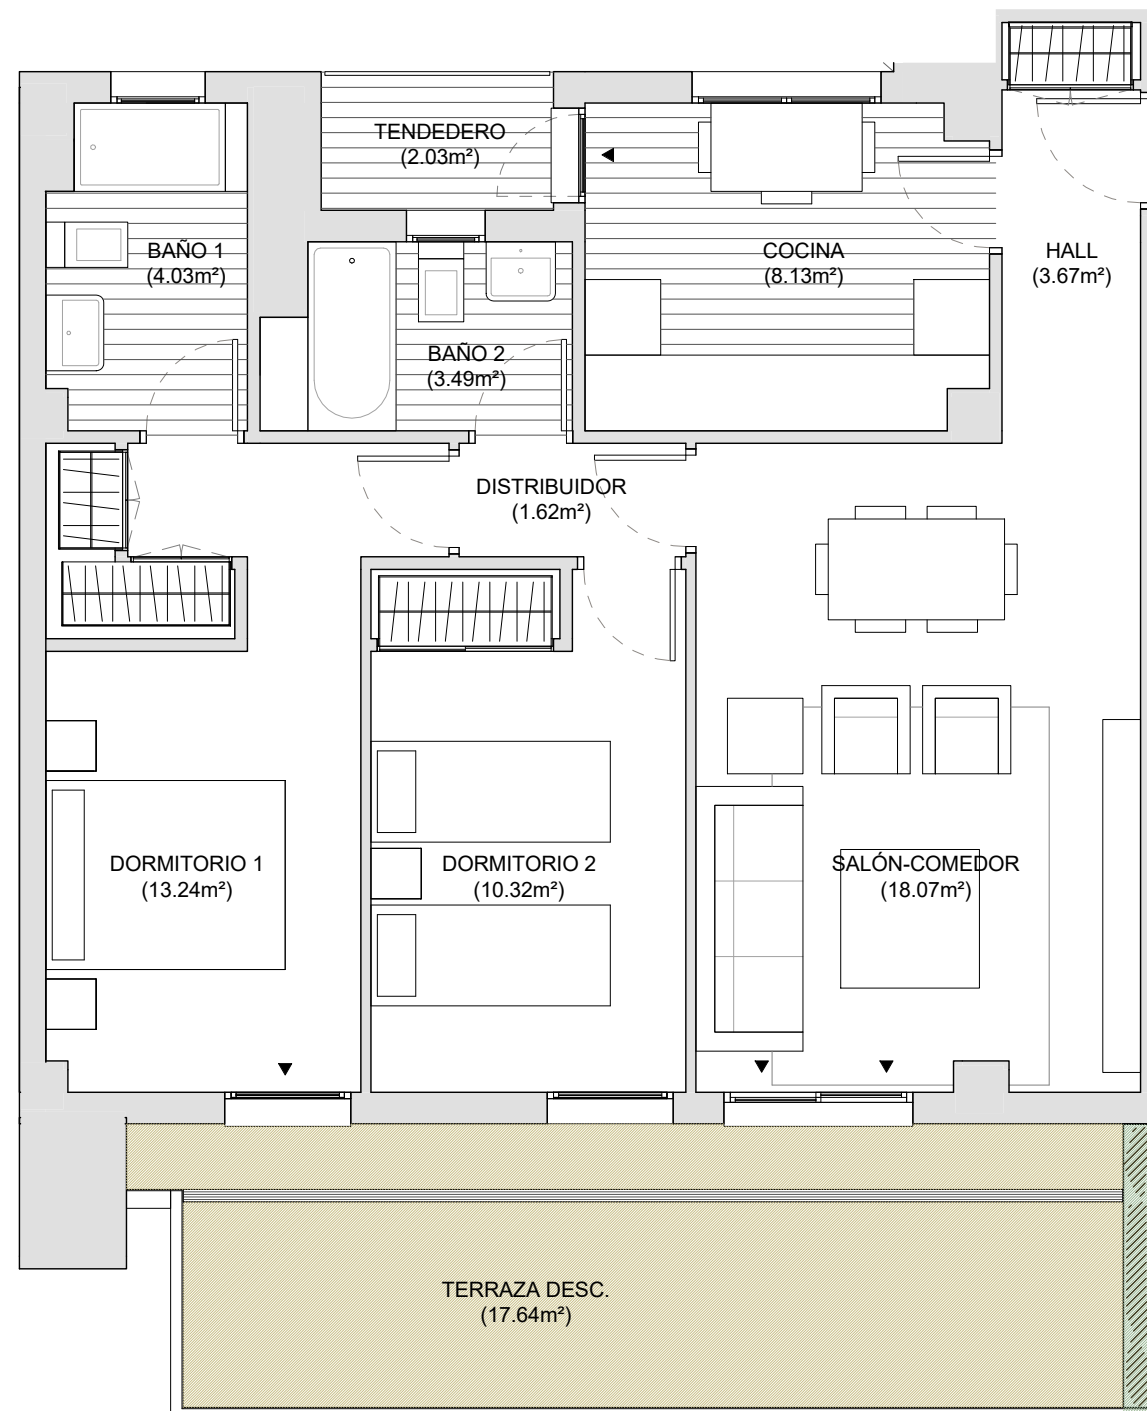 TENDEDERO
(2.03m²)
BAÑO 1
(4.03m²)
COCINA
(8.13m²)
HALL
(3.67m²)
BAÑO 2
(3.49m²)
DISTRIBUIDOR
(1.62m²)
DORMITORIO 1
(13.24m²)
DORMITORIO 2
(10.32m²)
SALÓN-COMEDOR
(18.07m²)
TERRAZA DESC.
(17.64m²)